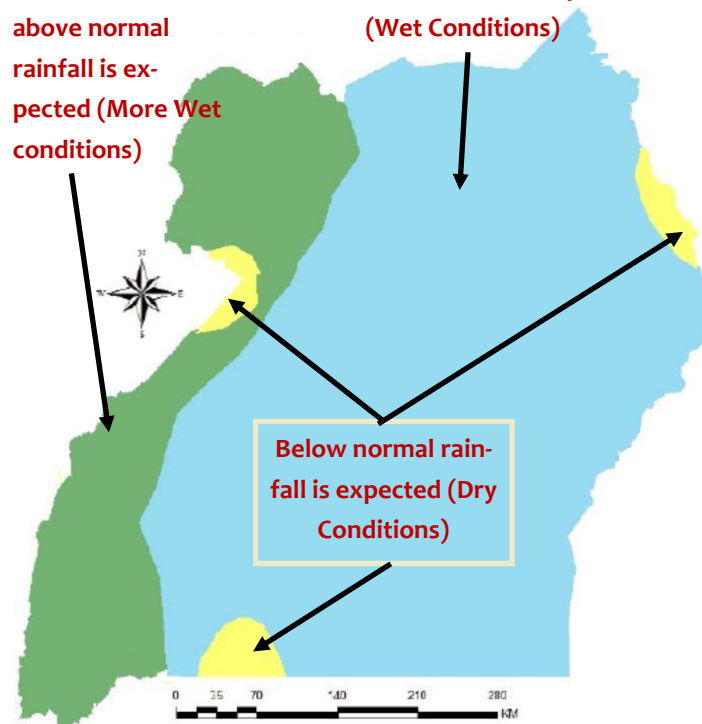 above normal
rainfall is ex-
pected (More Wet
conditions)
(Wet Conditions)
N
W
E
S
Below normal rain-
fall is expected (Dry
Conditions)
0 35 70 140 210 280
KM